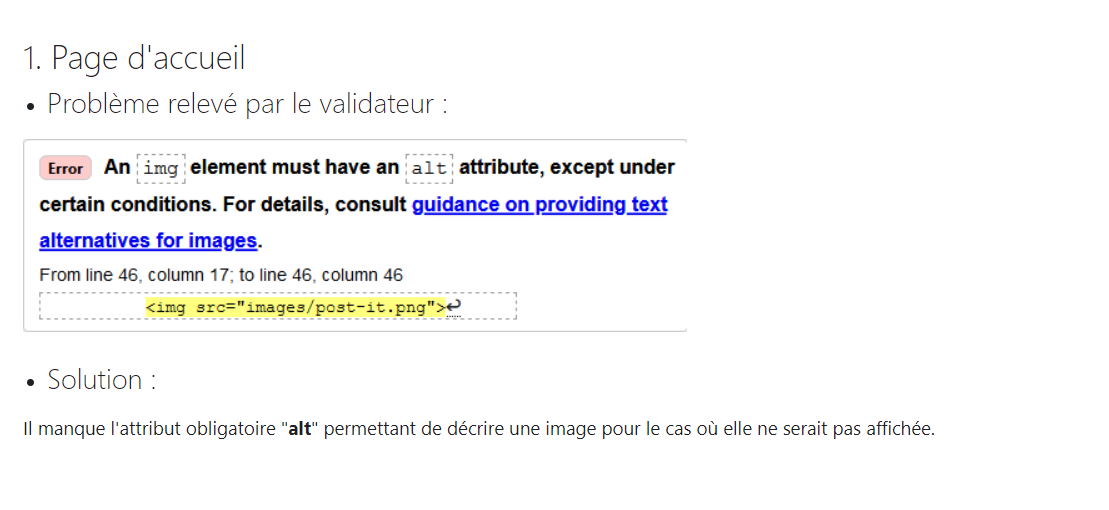 1. Page d'accueil
• Problème relevé par le validateur :
Error An img element must have an alt attribute, except under
certain conditions. For details, consult guidance on providing text
alternatives for images.
From line 46, column 17; to line 46, column 46
<img src="images/post-it.png">↩
• Solution :
Il manque l'attribut obligatoire "alt" permettant de décrire une image pour le cas où elle ne serait pas affichée.